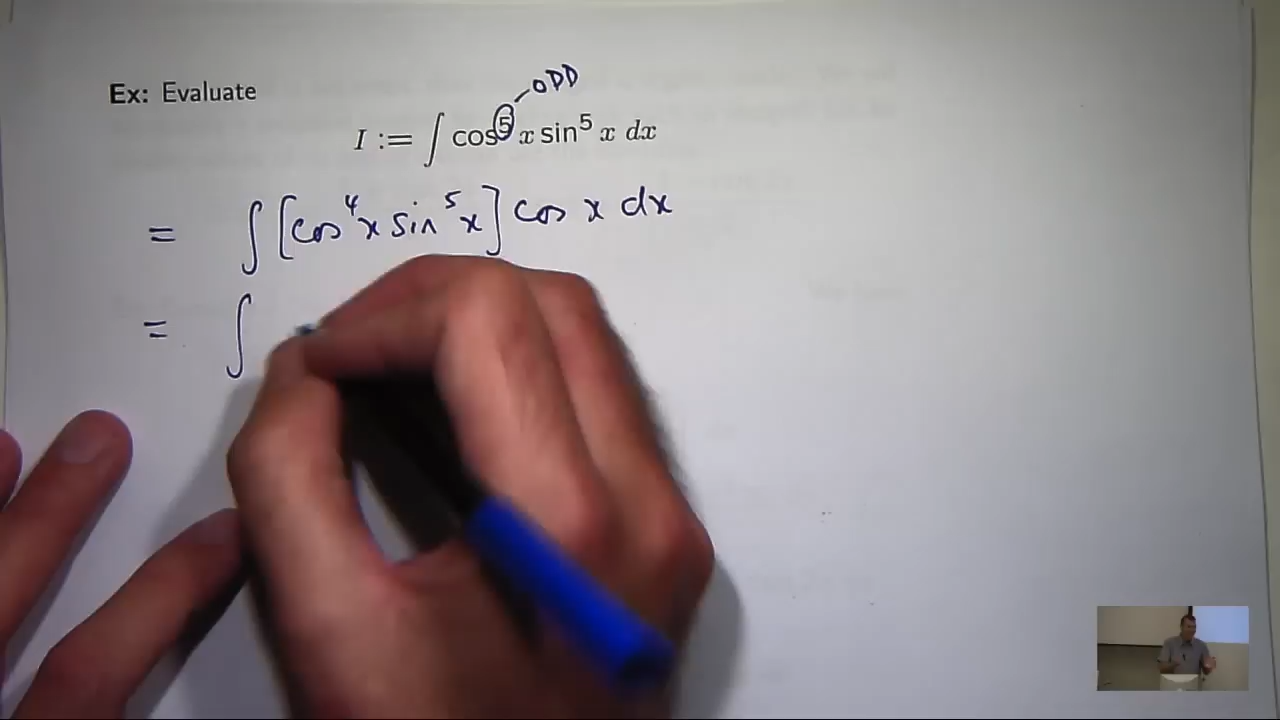 Ex: Evaluate
ODD
I := ∫ cos⁵ x sin⁵ x dx
= ∫ [cos⁴x sin⁵x] cos x dx
= ∫